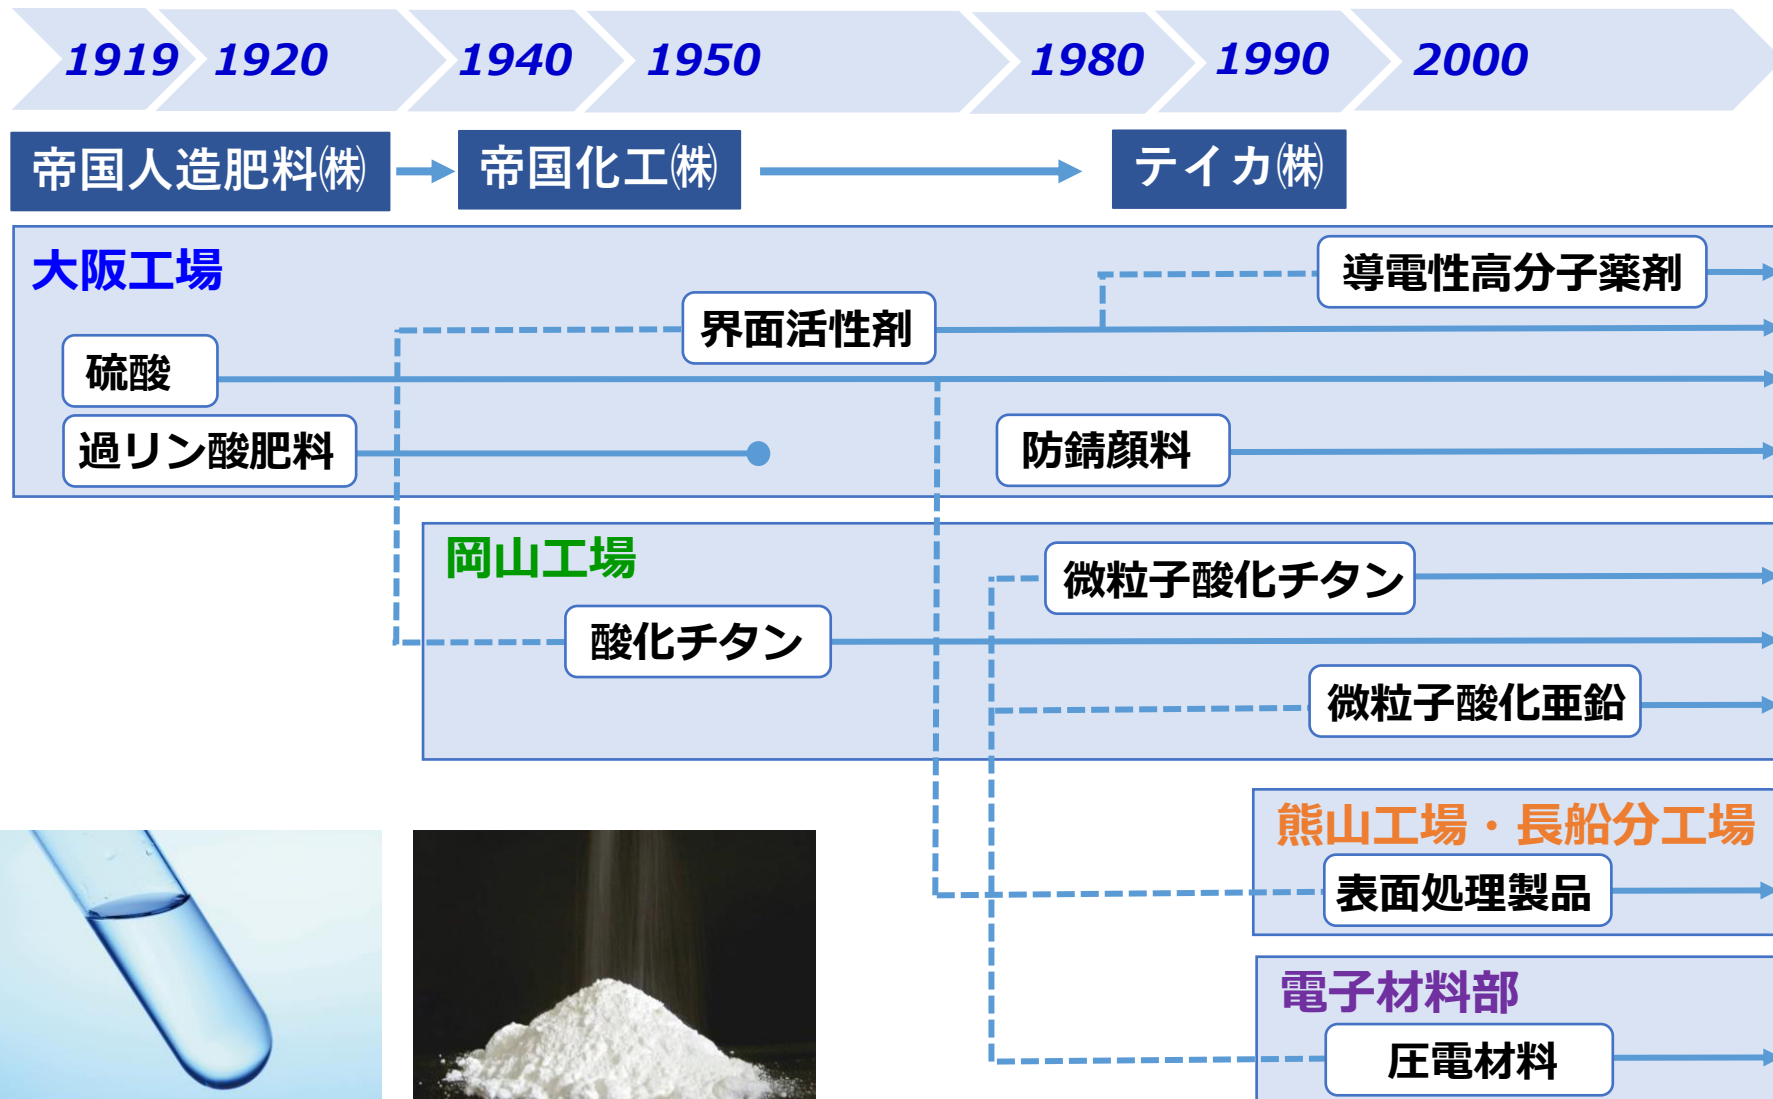 1919 1920 1940 1950 1980 1990 2000
帝国人造肥料㈱ 帝国化工㈱ テイカ㈱
大阪工場
導電性高分子薬剤
界面活性剤
硫酸
過リン酸肥料 防錆顔料
岡山工場
微粒子酸化チタン
酸化チタン
微粒子酸化亜鉛
熊山工場・長船分工場
表面処理製品
電子材料部
圧電材料